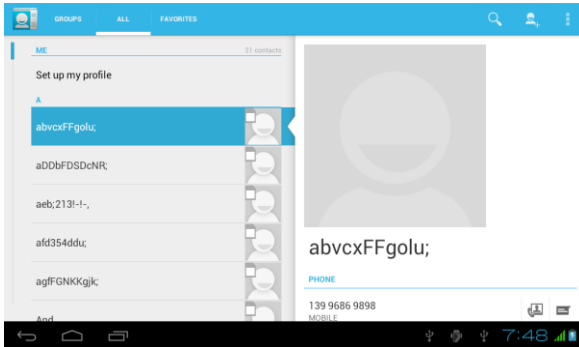 GROUPS ALL FAVORITES
ME 21 contacts
Set up my profile
A
abvcxFFgolu;
aDDbFDSDcNR;
aeb;213!-!-,
afd354ddu;
agfFGNKKgjk;
And
abvcxFFgolu;
PHONE
139 9686 9898
MOBILE
7:48